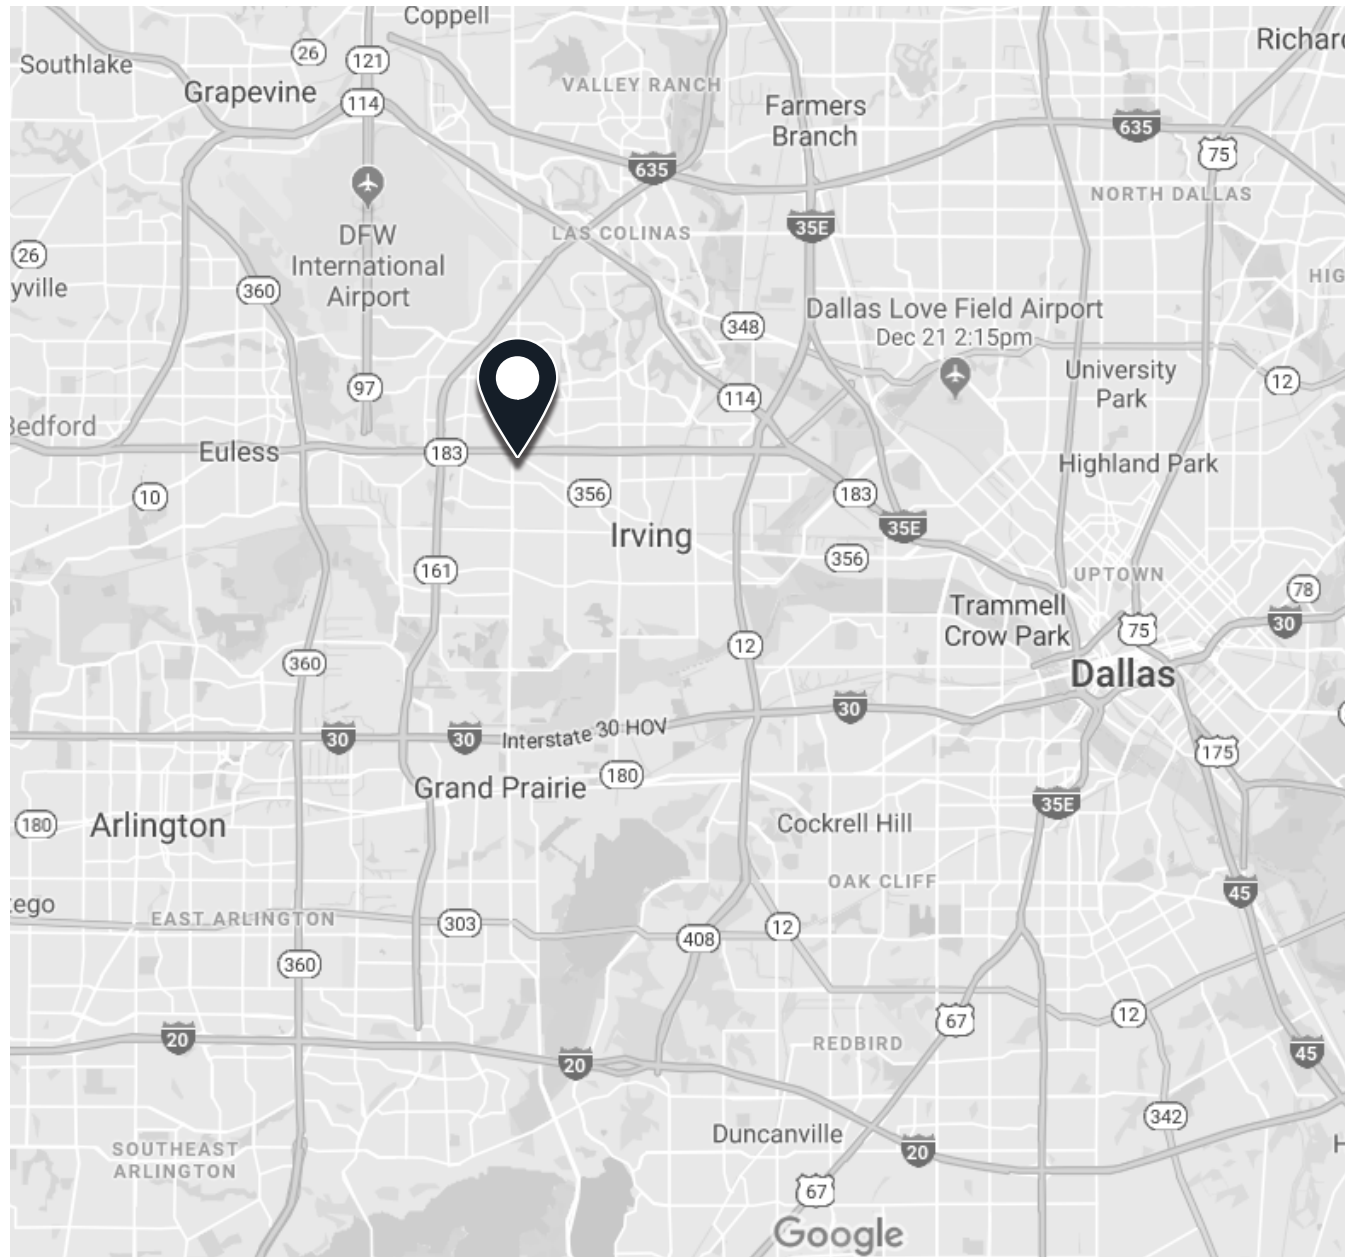 Coppell
Southlake
26
121
Grapevine
114
VALLEY RANCH
Farmers
Branch
Richard
635
635
75
NORTH DALLAS
DFW
International
Airport
LAS COLINAS
35E
26
yville
360
HIG
Dallas Love Field Airport
Dec 21 2:15pm
348
University
Park
12
97
114
Bedford
Euless
183
Highland Park
10
356
183
35E
Irving
356
161
UPTOWN
78
Trammell
Crow Park
75
30
12
360
Dallas
30
30
30
Interstate 30 HOV
175
180
Grand Prairie
35E
180
Arlington
Cockrell Hill
OAK CLIFF
45
tego
EAST ARLINGTON
303
408
12
360
67
12
20
20
REDBIRD
45
342
Duncanville
20
SOUTHEAST
ARLINGTON
67
H
Google